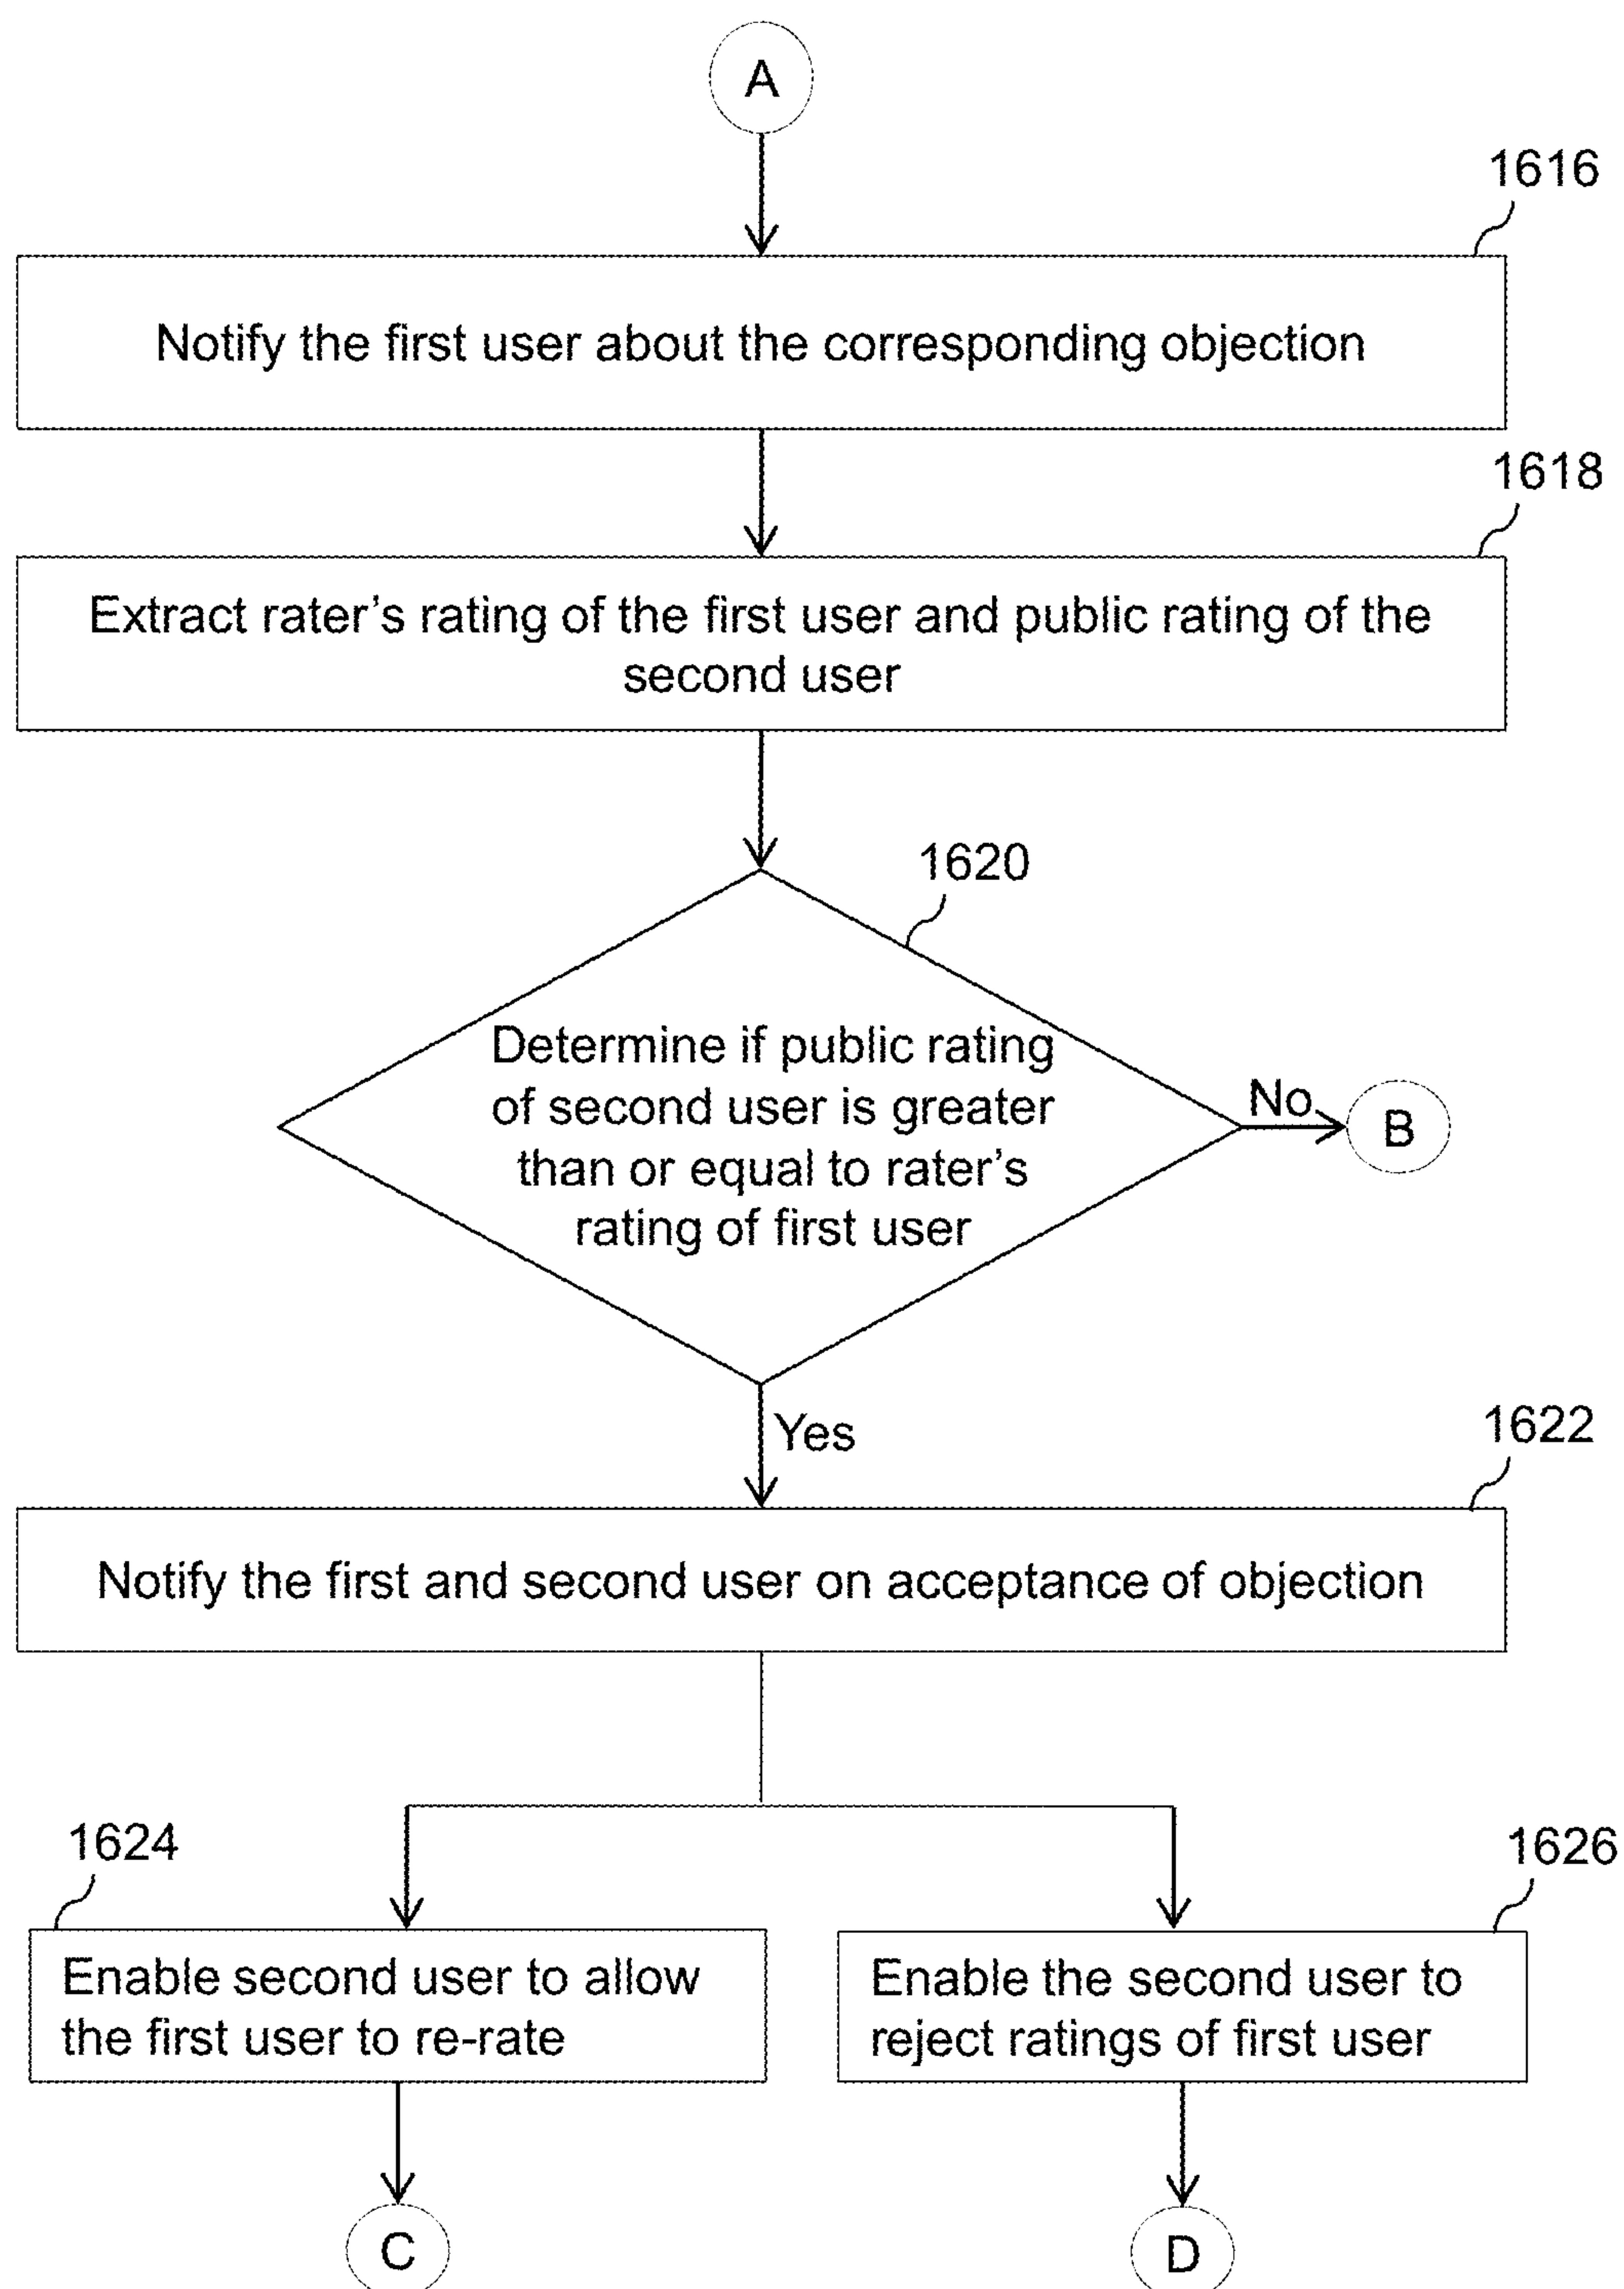 A
1616
Notify the first user about the corresponding objection
1618
Extract rater’s rating of the first user and public rating of the
second user
1620
Determine if public rating
of second user is greater
than or equal to rater’s
rating of first user
No
B
Yes
1622
Notify the first and second user on acceptance of objection
1624
Enable second user to allow
the first user to re-rate
1626
Enable the second user to
reject ratings of first user
C
D